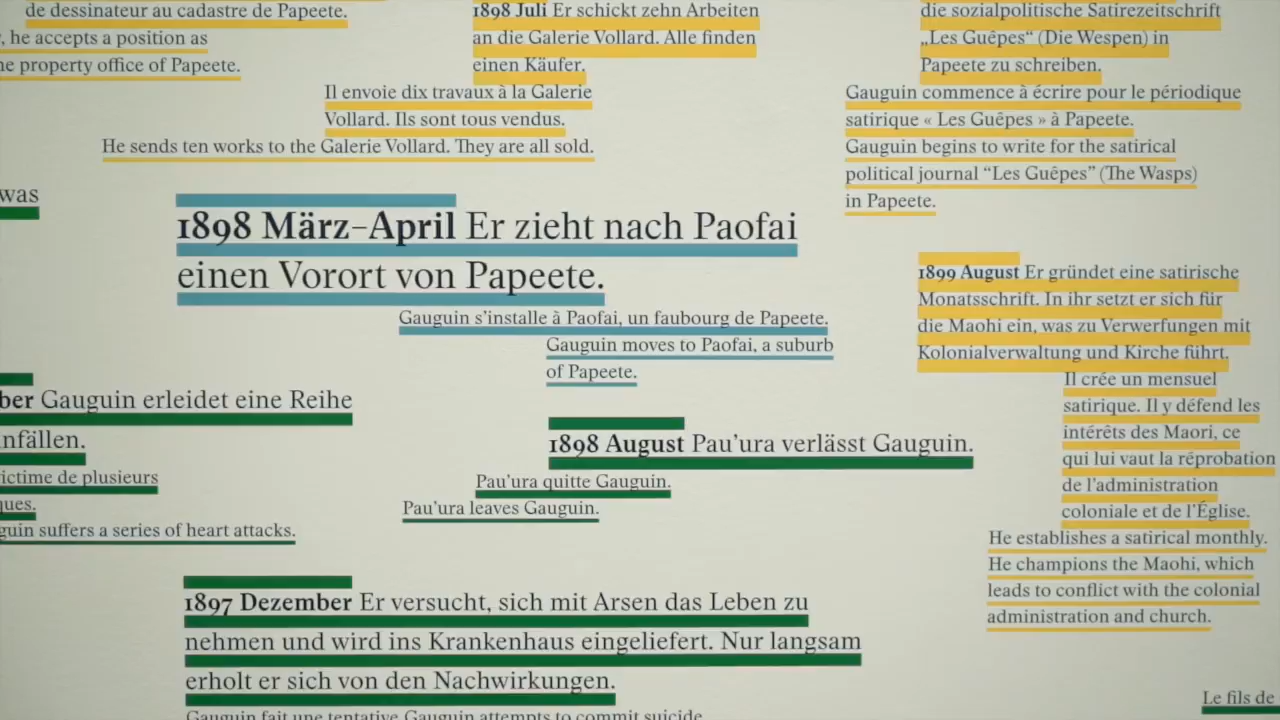 de dessinateur au cadastre de Papeete.
, he accepts a position as
ne property office of Papeete.
1898 Juli Er schickt zehn Arbeiten
an die Galerie Vollard. Alle finden
einen Käufer.
Il envoie dix travaux à la Galerie
Vollard. Ils sont tous vendus.
He sends ten works to the Galerie Vollard. They are all sold.
die sozialpolitische Satirezeitschrift
„Les Guêpes“ (Die Wespen) in
Papeete zu schreiben.
Gauguin commence à écrire pour le périodique
satirique « Les Guêpes » à Papeete.
Gauguin begins to write for the satirical
political journal “Les Guêpes” (The Wasps)
in Papeete.
was
1898 März–April Er zieht nach Paofai
einen Vorort von Papeete.
Gauguin s’installe à Paofai, un faubourg de Papeete.
Gauguin moves to Paofai, a suburb
of Papeete.
1899 August Er gründet eine satirische
Monatsschrift. In ihr setzt er sich für
die Maohi ein, was zu Verwerfungen mit
Kolonialverwaltung und Kirche führt.
Il crée un mensuel
satirique. Il y défend les
intérêts des Maori, ce
qui lui vaut la réprobation
de l’administration
coloniale et de l’Église.
He establishes a satirical monthly.
He champions the Maohi, which
leads to conflict with the colonial
administration and church.
ber Gauguin erleidet eine Reihe
nfällen.
victime de plusieurs
ques.
guin suffers a series of heart attacks.
1898 August Pau’ura verlässt Gauguin.
Pau’ura quitte Gauguin.
Pau’ura leaves Gauguin.
1897 Dezember Er versucht, sich mit Arsen das Leben zu
nehmen und wird ins Krankenhaus eingeliefert. Nur langsam
erholt er sich von den Nachwirkungen.
Gauguin fait une tentative Gauguin attempts to commit suicide
Le fils de